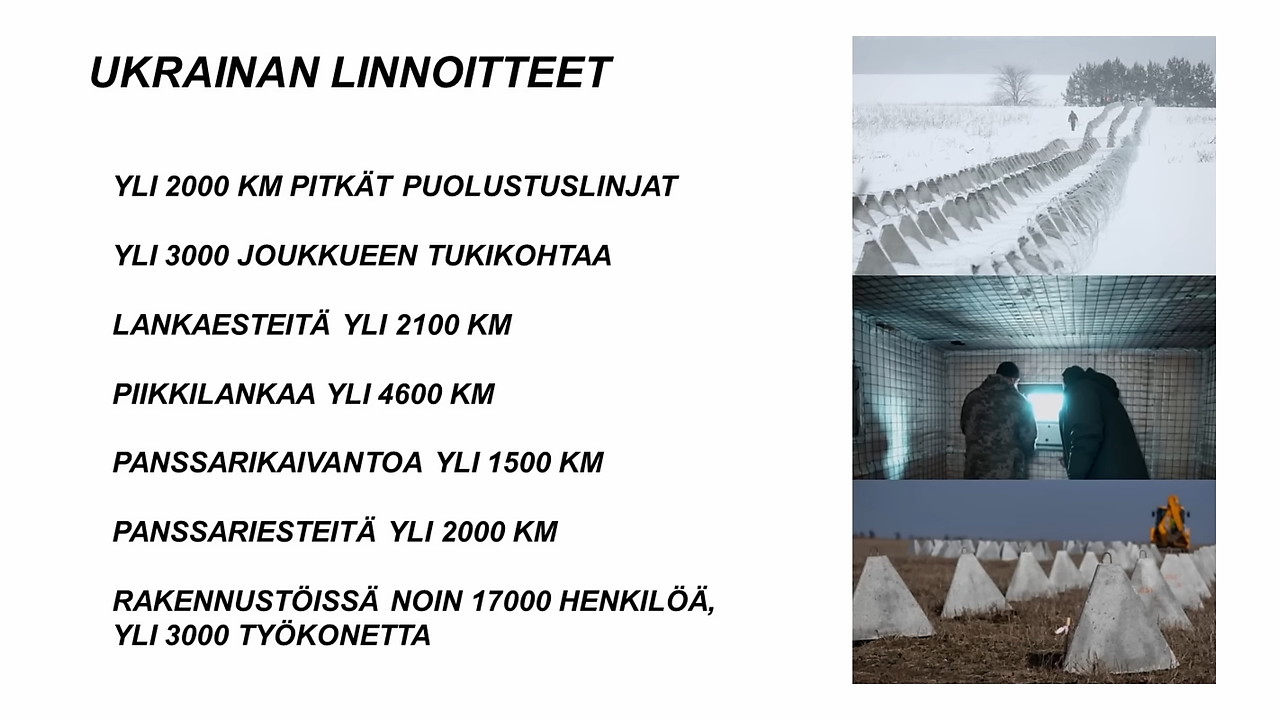 UKRAINAN LINNOITTEET
YLI 2000 KM PITKÄT PUOLUSTUSLINJAT
YLI 3000 JOUKKUEEN TUKIKOHTAA
LANKAESTEITÄ YLI 2100 KM
PIIKKILANKAA YLI 4600 KM
PANSSARIKAIVANTOA YLI 1500 KM
PANSSARIESTEITÄ YLI 2000 KM
RAKENNUSTÖISSÄ NOIN 17000 HENKILÖÄ,
YLI 3000 TYÖKONETTA